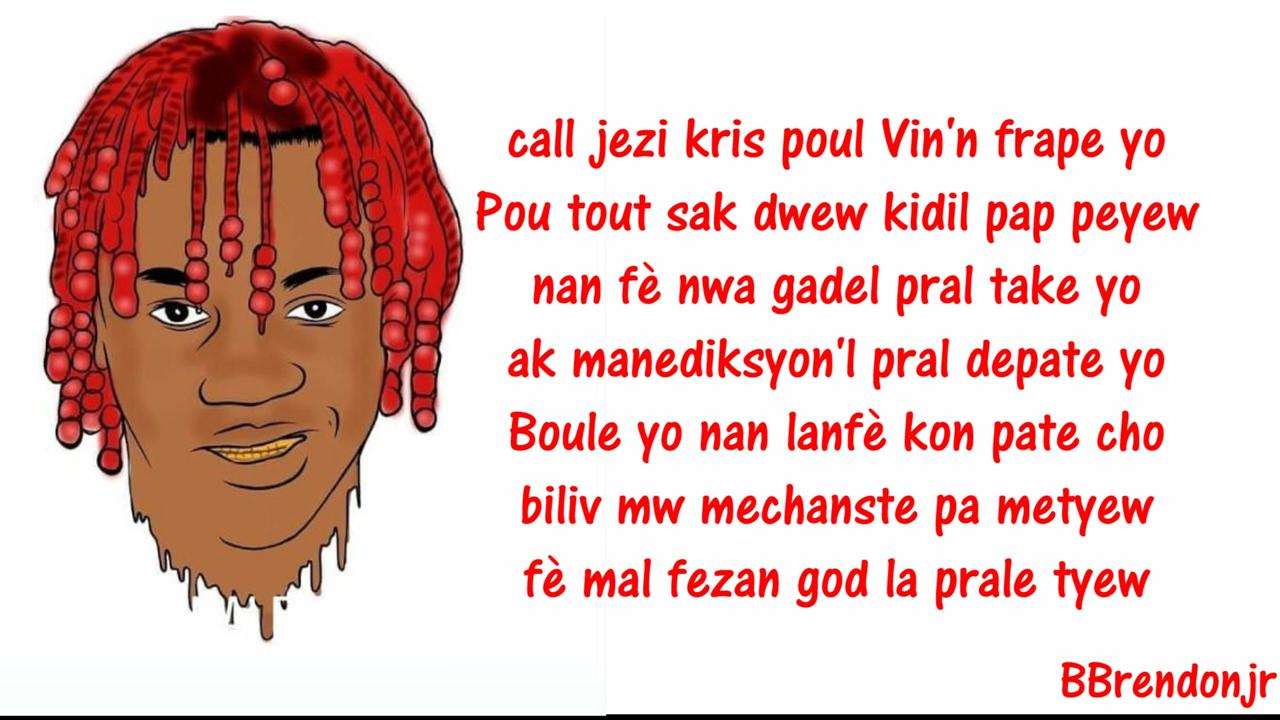 call jezi kris poul Vin'n frape yo
Pou tout sak dwew kidil pap peyew
nan fè nwa gadel pral take yo
ak manediksyon'l pral depate yo
Boule yo nan lanfè kon pate cho
biliv mw mechanste pa metyew
fè mal fezan god la prale tyew
BBrendonjr